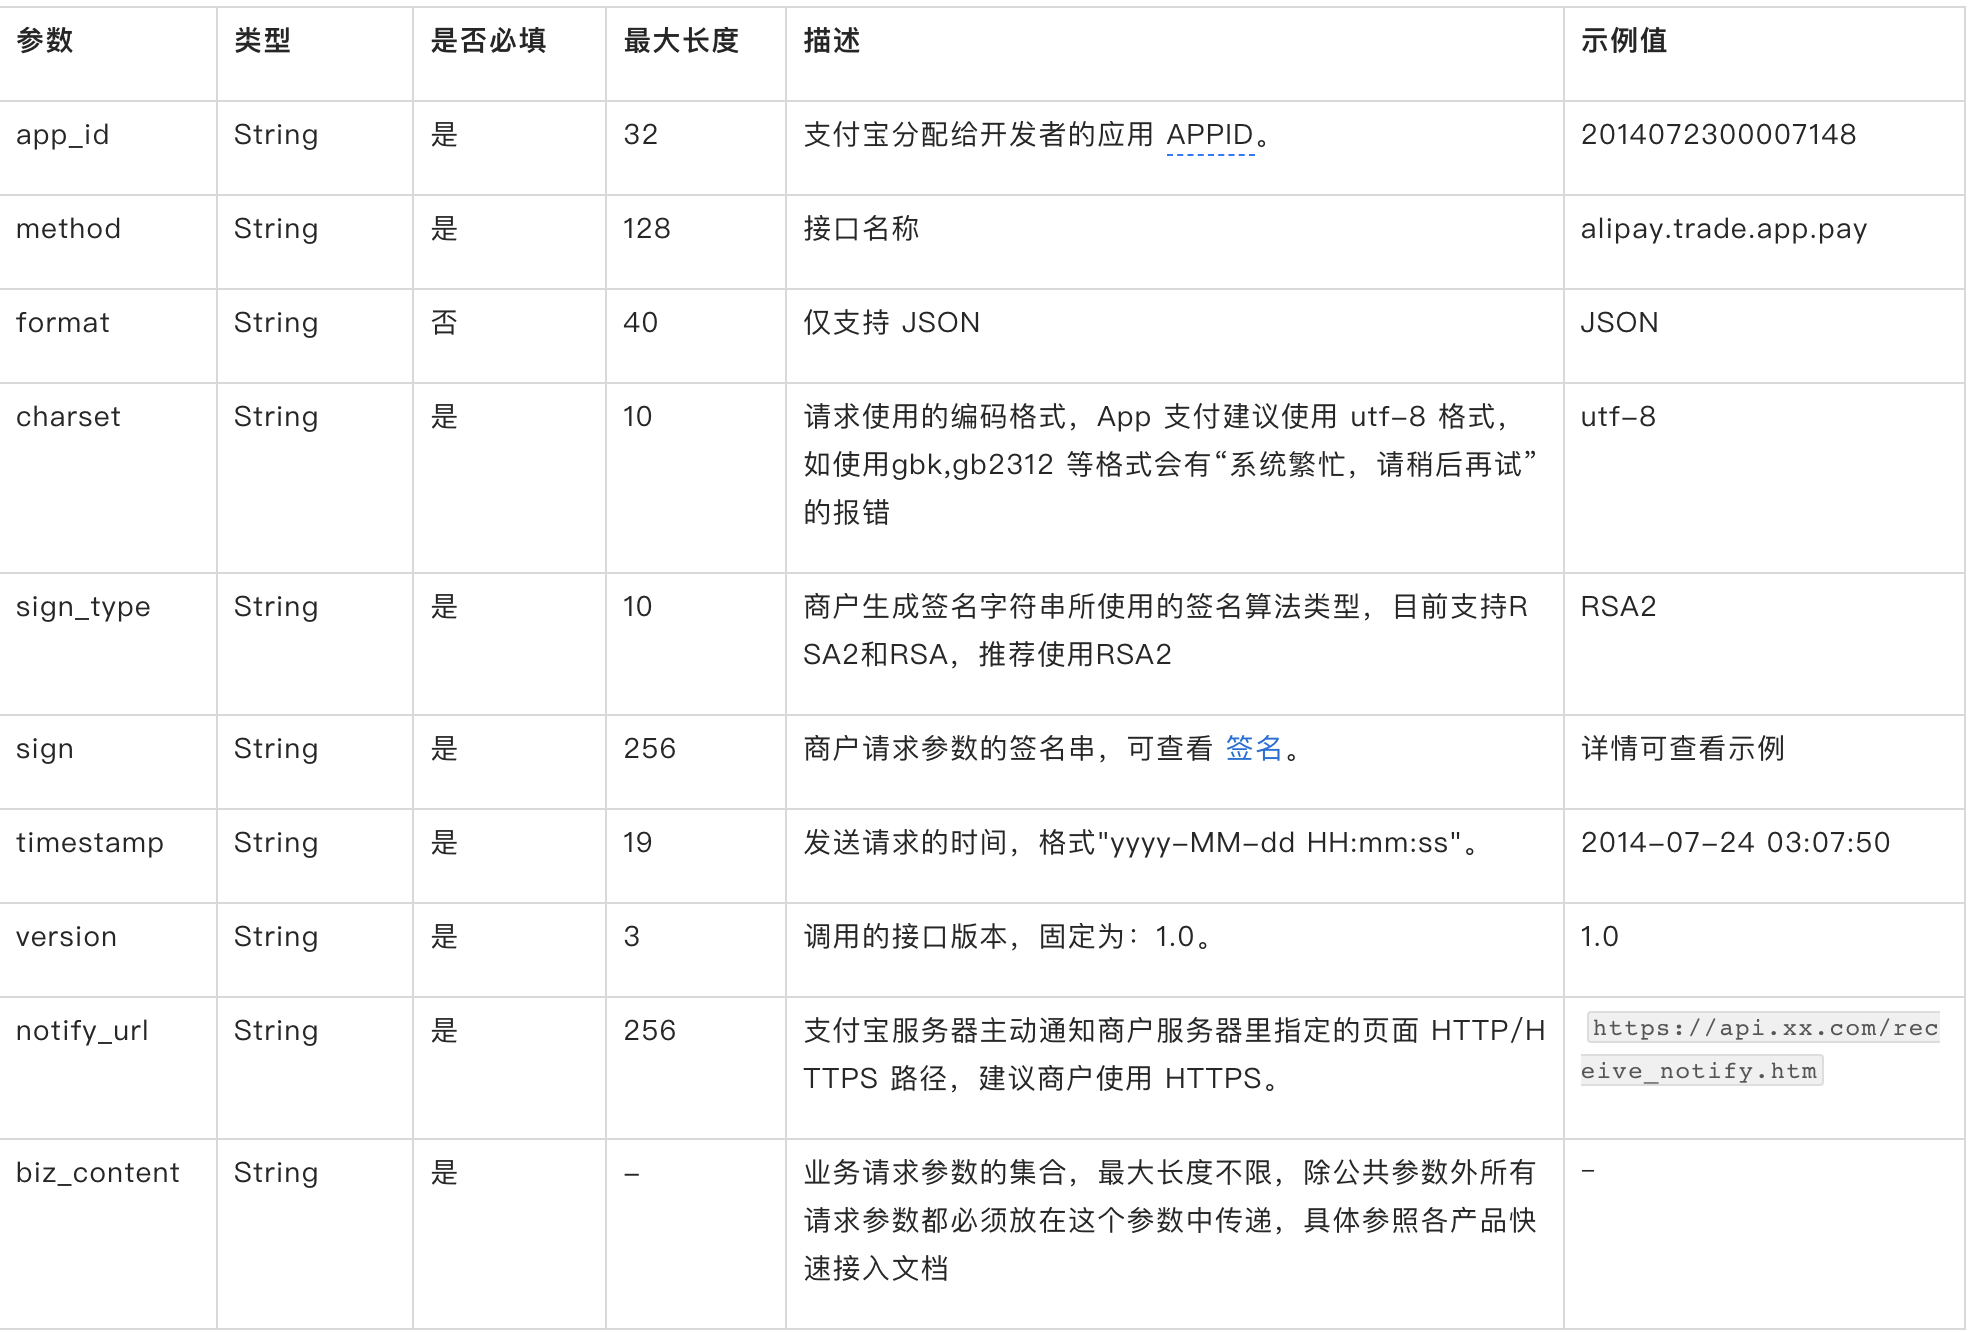 参数 类型 是否必填 最大长度 描述 示例值
app_id String 是 32 支付宝分配给开发者的应用 APPID。 2014072300007148
method String 是 128 接口名称 alipay.trade.app.pay
format String 否 40 仅支持 JSON JSON
charset String 是 10 请求使用的编码格式，App 支付建议使用 utf-8 格式， utf-8
如使用gbk,gb2312 等格式会有“系统繁忙，请稍后再试”
的报错
sign_type String 是 10 商户生成签名字符串所使用的签名算法类型，目前支持R RSA2
SA2和RSA，推荐使用RSA2
sign String 是 256 商户请求参数的签名串，可查看 签名。 详情可查看示例
timestamp String 是 19 发送请求的时间，格式"yyyy-MM-dd HH:mm:ss"。 2014-07-24 03:07:50
version String 是 3 调用的接口版本，固定为：1.0。 1.0
notify_url String 是 256 支付宝服务器主动通知商户服务器里指定的页面 HTTP/H https://api.xx.com/rec
TTPS 路径，建议商户使用 HTTPS。 eive_notify.htm
biz_content String 是 - 业务请求参数的集合，最大长度不限，除公共参数外所有 -
请求参数都必须放在这个参数中传递，具体参照各产品快
速接入文档